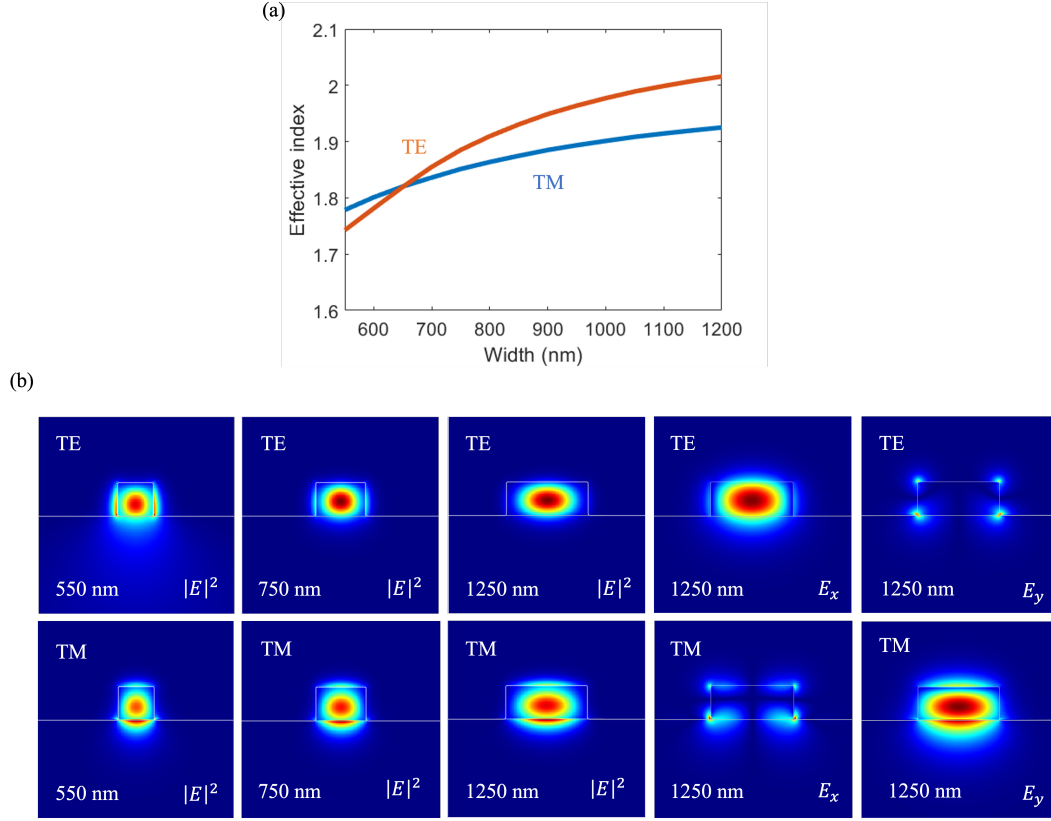 (a)
2.1
2
1.9
1.8
1.7
1.6
Effective index
TE
TM
600 700 800 900 1000 1100 1200
Width (nm)
(b)
TE TE TE TE TE
550 nm |E|² 750 nm |E|² 1250 nm |E|² 1250 nm Eₓ 1250 nm E_y
TM TM TM TM TM
550 nm |E|² 750 nm |E|² 1250 nm |E|² 1250 nm Eₓ 1250 nm E_y